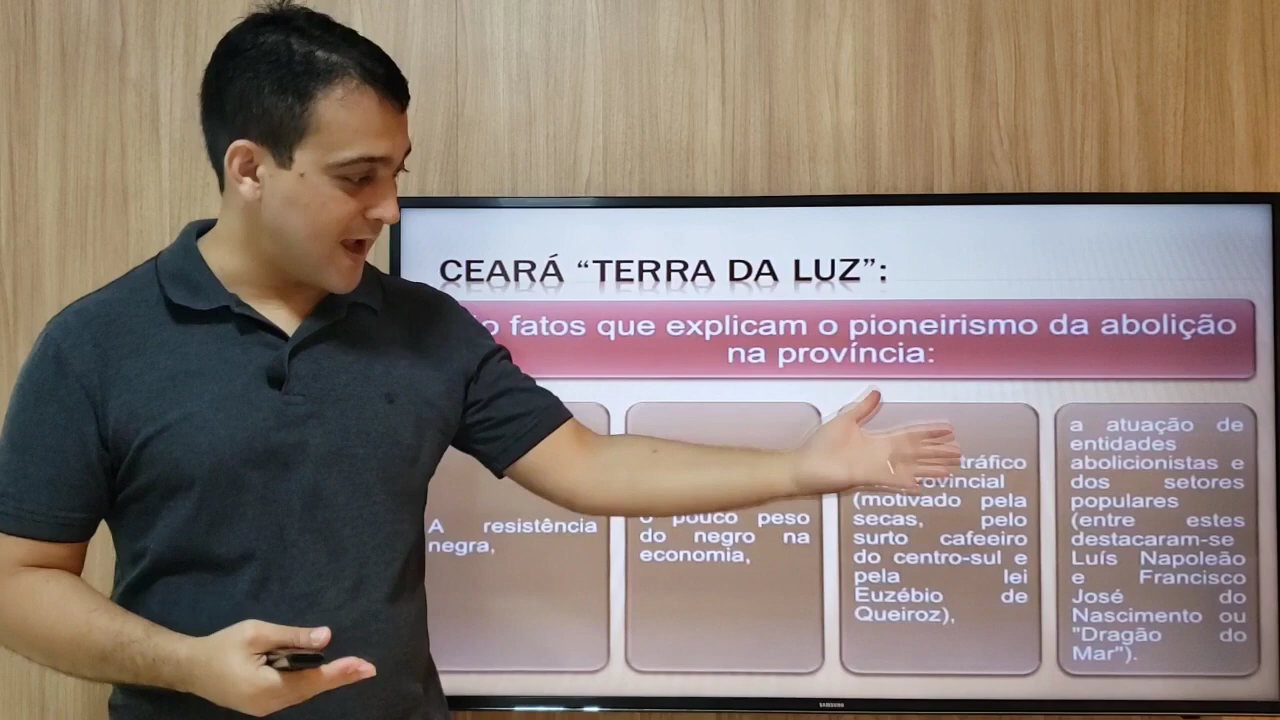 CEARÁ “TERRA DA LUZ”:
fatos que explicam o pioneirismo da abolição
na província:
A resistência
negra,
o pouco peso
do negro na
economia,
tráfico
(motivado pela
secas, pelo
surto cafeeiro
do centro-sul e
pela lei
Euzébio de
Queiroz),
a atuação de
entidades
abolicionistas e
dos setores
populares
(entre estes
destacaram-se
Luís Napoleão
e Francisco
José do
Nascimento ou
"Dragão do
Mar").
SAMSUNG